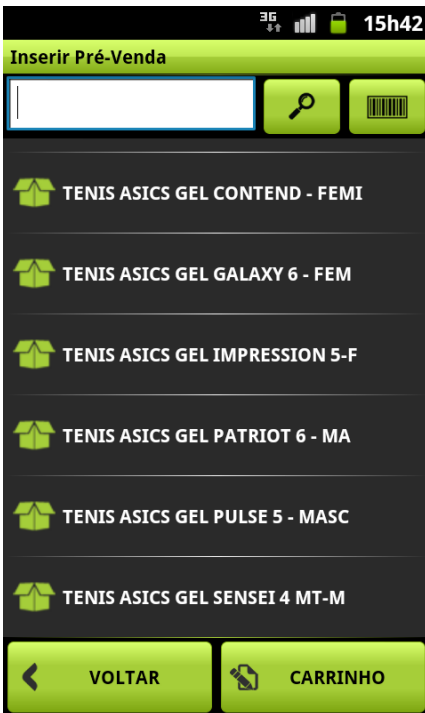 3G
15h42
Inserir Pré-Venda
TENIS ASICS GEL CONTEND - FEMI
TENIS ASICS GEL GALAXY 6 - FEM
TENIS ASICS GEL IMPRESSION 5-F
TENIS ASICS GEL PATRIOT 6 - MA
TENIS ASICS GEL PULSE 5 - MASC
TENIS ASICS GEL SENSEI 4 MT-M
VOLTAR
CARRINHO